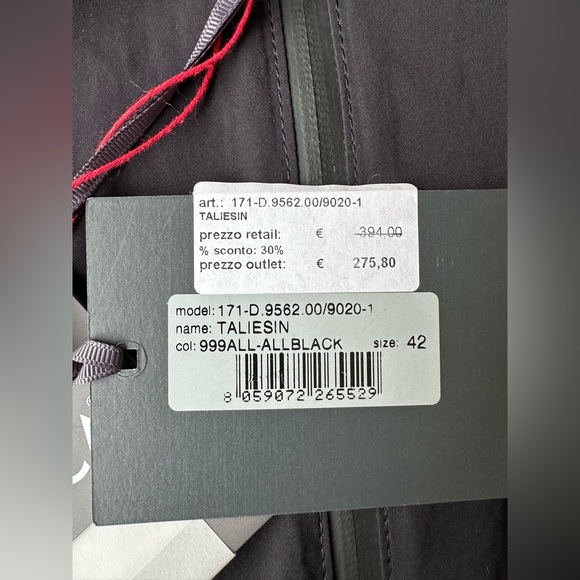 art.: 171-D.9562.00/9020-1
TALIESIN
prezzo retail: € 394,00
% sconto: 30%
prezzo outlet: € 275,80
model: 171-D.9562.00/9020-1
name: TALIESIN
col: 999ALL-ALLBLACK size: 42
8 059072 265529